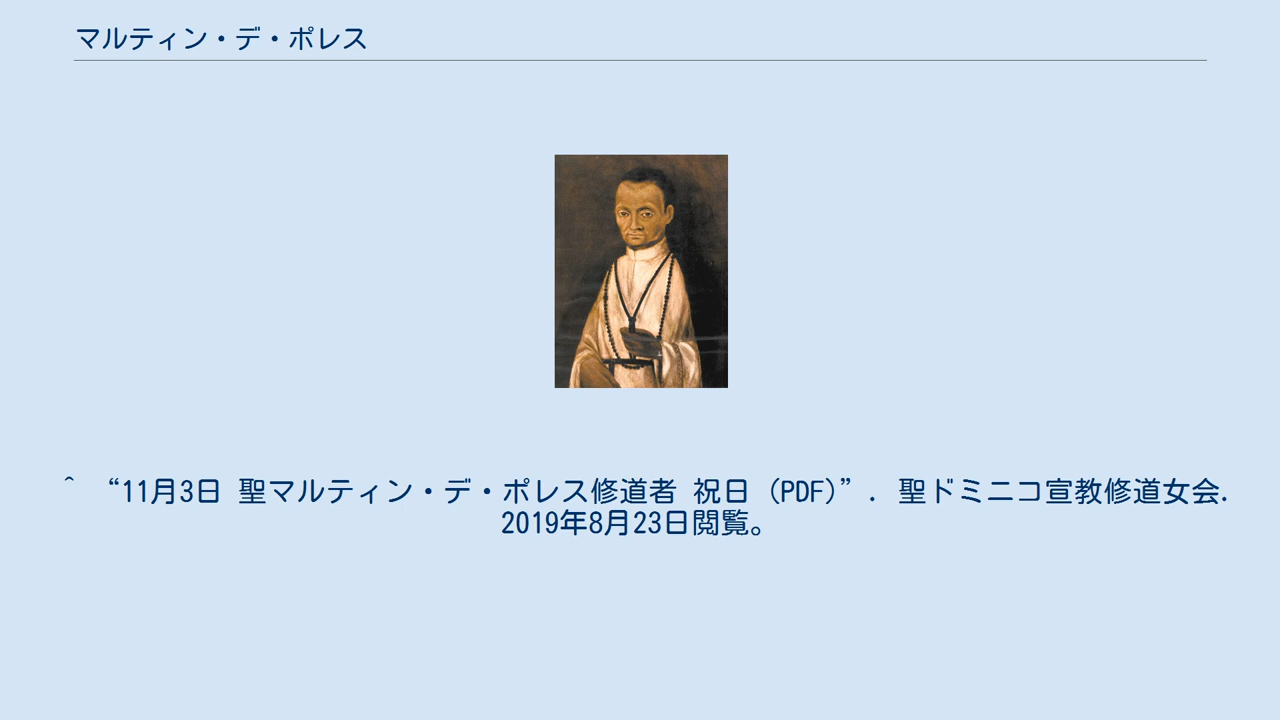 マルティン・デ・ポレス
^ “11月3日 聖マルティン・デ・ポレス修道者 祝日 (PDF)”. 聖ドミニコ宣教修道女会.
2019年8月23日閲覧。